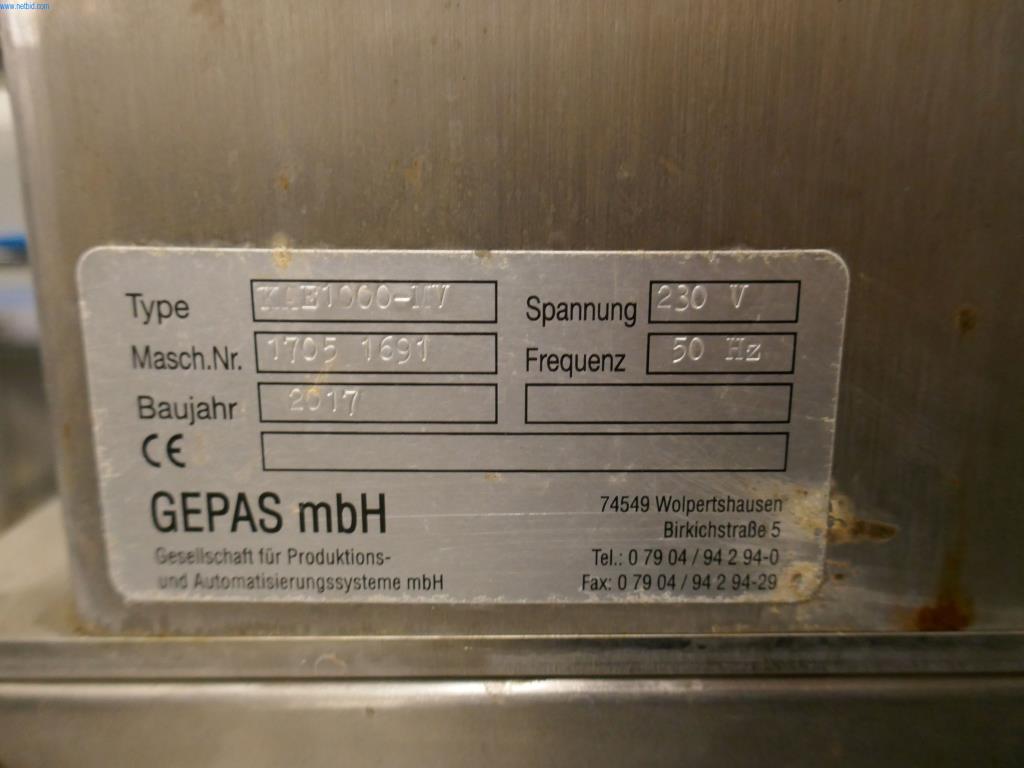 www.netbid.com
Type KAE1000-MV Spannung 230 V
Masch.Nr. 1705 1691 Frequenz 50 Hz
Baujahr 2017
CE
GEPAS mbH
Gesellschaft für Produktions-
und Automatisierungssysteme mbH
74549 Wolpertshausen
Birkichstraße 5
Tel.: 0 79 04 / 94 2 94-0
Fax: 0 79 04 / 94 2 94-29